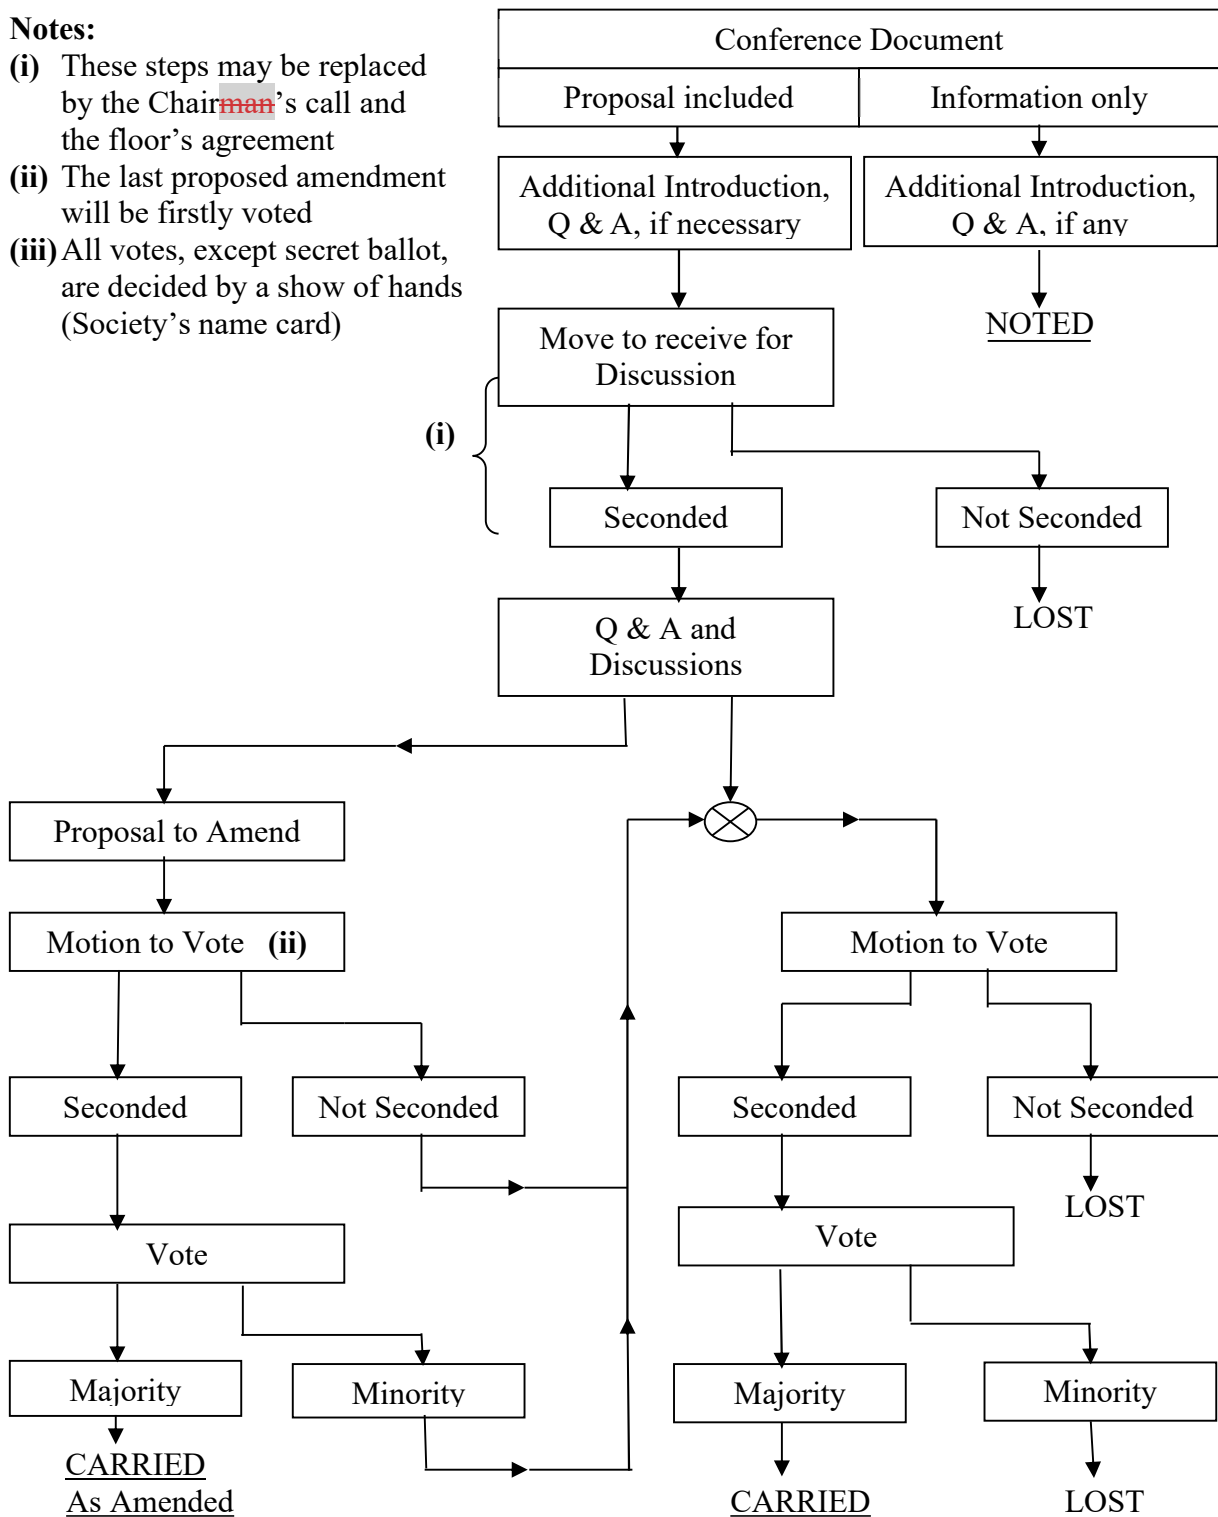 Notes:
(i) These steps may be replaced
by the Chairman's call and
the floor's agreement
(ii) The last proposed amendment
will be firstly voted
(iii) All votes, except secret ballot,
are decided by a show of hands
(Society's name card)
Conference Document
Proposal included
Information only
Additional Introduction,
Q & A, if necessary
Additional Introduction,
Q & A, if any
NOTED
Move to receive for
Discussion
(i)
Seconded
Not Seconded
LOST
Q & A and
Discussions
Proposal to Amend
Motion to Vote (ii)
Motion to Vote
Seconded
Not Seconded
Seconded
Not Seconded
LOST
Vote
Vote
Majority
Minority
Majority
Minority
CARRIED
As Amended
CARRIED
LOST